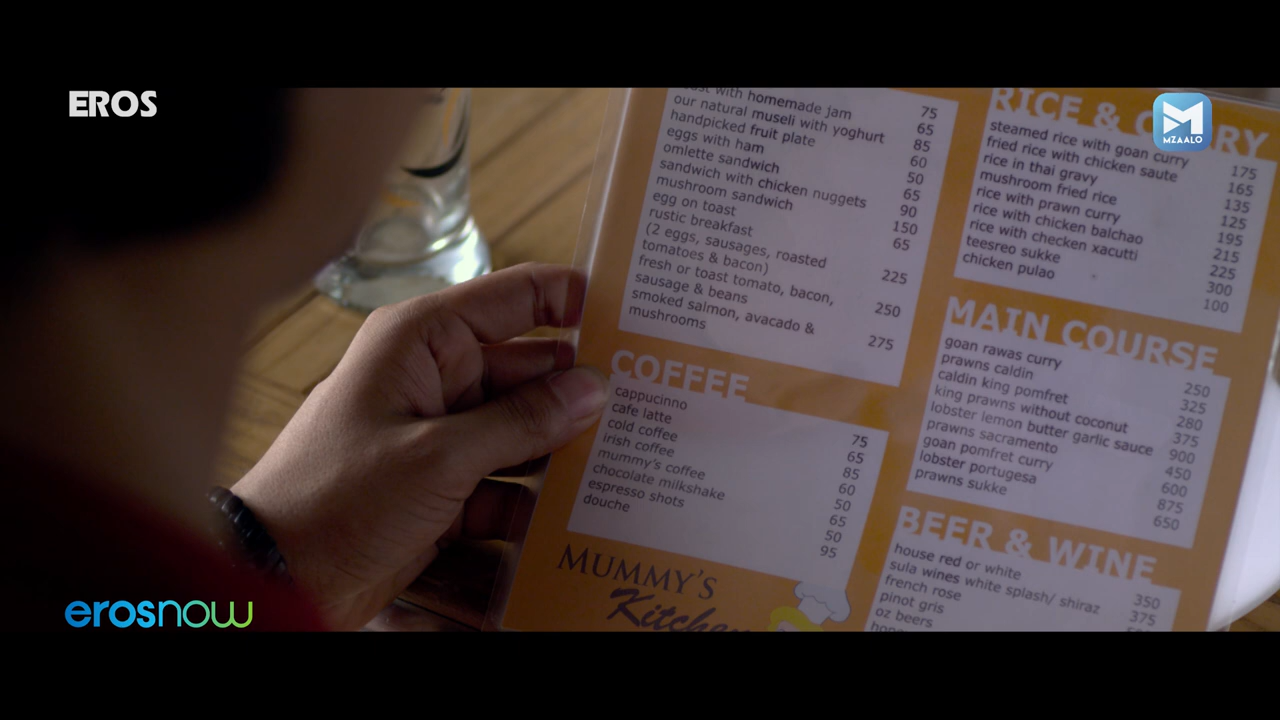 EROS
MZAALO
with homemade jam 75
our natural museli with yoghurt 65
handpicked fruit plate 85
eggs with ham 60
omlette sandwich 50
sandwich with chicken nuggets 65
mushroom sandwich 90
egg on toast 150
rustic breakfast 65
(2 eggs, sausages, roasted
tomatoes & bacon) 225
fresh or toast tomato, bacon,
sausage & beans 250
smoked salmon, avacado &
mushrooms 275
COFFEE
cappucinno 75
cafe latte 65
cold coffee 85
irish coffee 60
mummy's coffee 50
chocolate milkshake 65
espresso shots 50
douche 95
MUMMY'S
Kitchen
RICE & CURRY
steamed rice with goan curry 175
fried rice with chicken saute 165
rice in thai gravy 135
mushroom fried rice 125
rice with prawn curry 195
rice with chicken balchao 215
rice with checken xacutti 225
teesreo sukke 300
chicken pulao 100
MAIN COURSE
goan rawas curry 250
prawns caldin 325
caldin king pomfret 280
king prawns without coconut 375
lobster lemon butter garlic sauce 900
prawns sacramento 450
goan pomfret curry 600
lobster portugesa 875
prawns sukke 650
BEER & WINE
house red or white 350
sula wines white splash/ shiraz 375
french rose
pinot gris
oz beers
erosnow